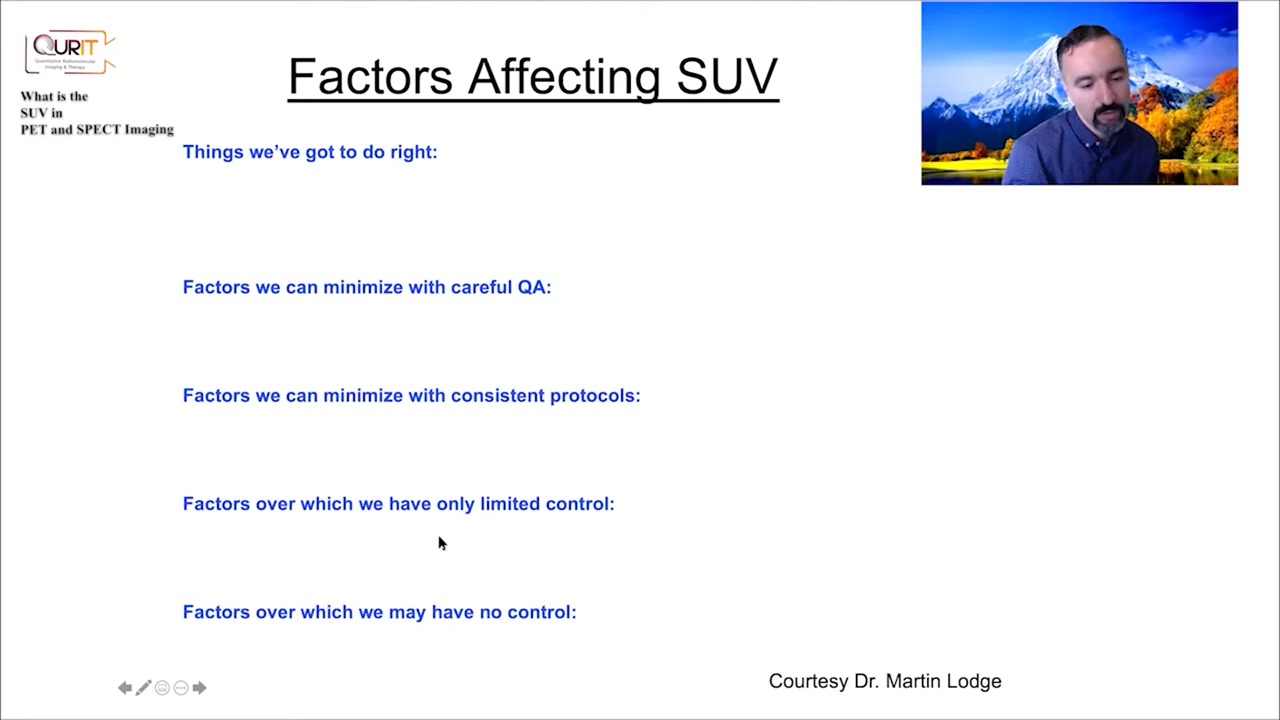 QURIT
Quantitative Radiomolecular
Imaging & Therapy
What is the
SUV in
PET and SPECT Imaging
Factors Affecting SUV
Things we've got to do right:
Factors we can minimize with careful QA:
Factors we can minimize with consistent protocols:
Factors over which we have only limited control:
Factors over which we may have no control:
Courtesy Dr. Martin Lodge